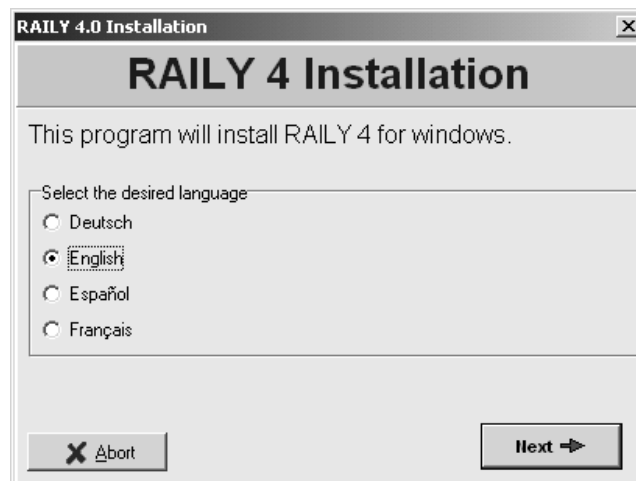 RAILY 4.0 Installation
RAILY 4 Installation
This program will install RAILY 4 for windows.
Select the desired language
Deutsch
English
Español
Français
Abort
Next